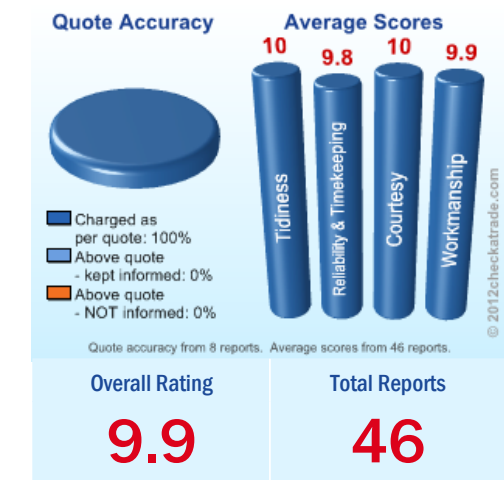 Quote Accuracy
Average Scores
10
9.8
10
9.9
Tidiness
Reliability & Timekeeping
Courtesy
Workmanship
Charged as
per quote: 100%
Above quote
- kept informed: 0%
Above quote
- NOT informed: 0%
© 2012checkatrade.com
Quote accuracy from 8 reports. Average scores from 46 reports.
Overall Rating
Total Reports
9.9
46